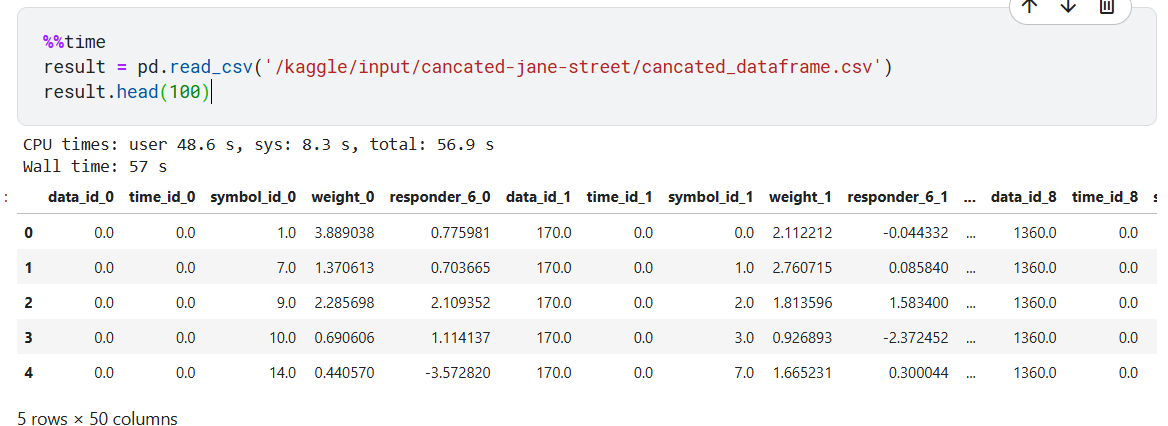 %%time
result = pd.read_csv('/kaggle/input/cancated-jane-street/cancated_dataframe.csv')
result.head(100)
CPU times: user 48.6 s, sys: 8.3 s, total: 56.9 s
Wall time: 57 s
: data_id_0 time_id_0 symbol_id_0 weight_0 responder_6_0 data_id_1 time_id_1 symbol_id_1 weight_1 responder_6_1 ... data_id_8 time_id_8 s
0 0.0 0.0 1.0 3.889038 0.775981 170.0 0.0 0.0 2.112212 -0.044332 ... 1360.0 0.0
1 0.0 0.0 7.0 1.370613 0.703665 170.0 0.0 1.0 2.760715 0.085840 ... 1360.0 0.0
2 0.0 0.0 9.0 2.285698 2.109352 170.0 0.0 2.0 1.813596 1.583400 ... 1360.0 0.0
3 0.0 0.0 10.0 0.690606 1.114137 170.0 0.0 3.0 0.926893 -2.372452 ... 1360.0 0.0
4 0.0 0.0 14.0 0.440570 -3.572820 170.0 0.0 7.0 1.665231 0.300044 ... 1360.0 0.0
5 rows × 50 columns